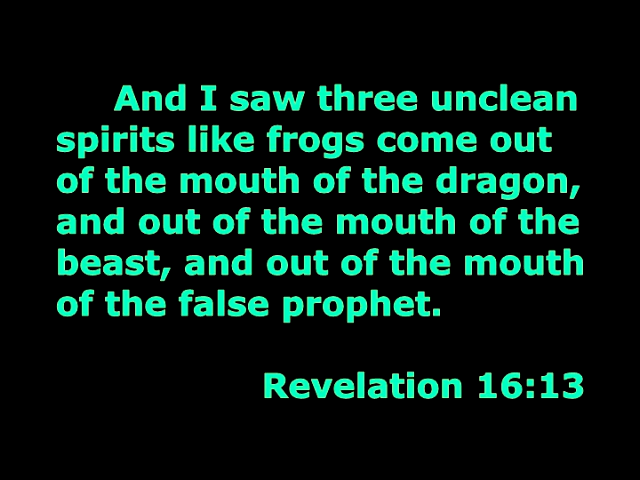 And I saw three unclean
spirits like frogs come out
of the mouth of the dragon,
and out of the mouth of the
beast, and out of the mouth
of the false prophet.
Revelation 16:13